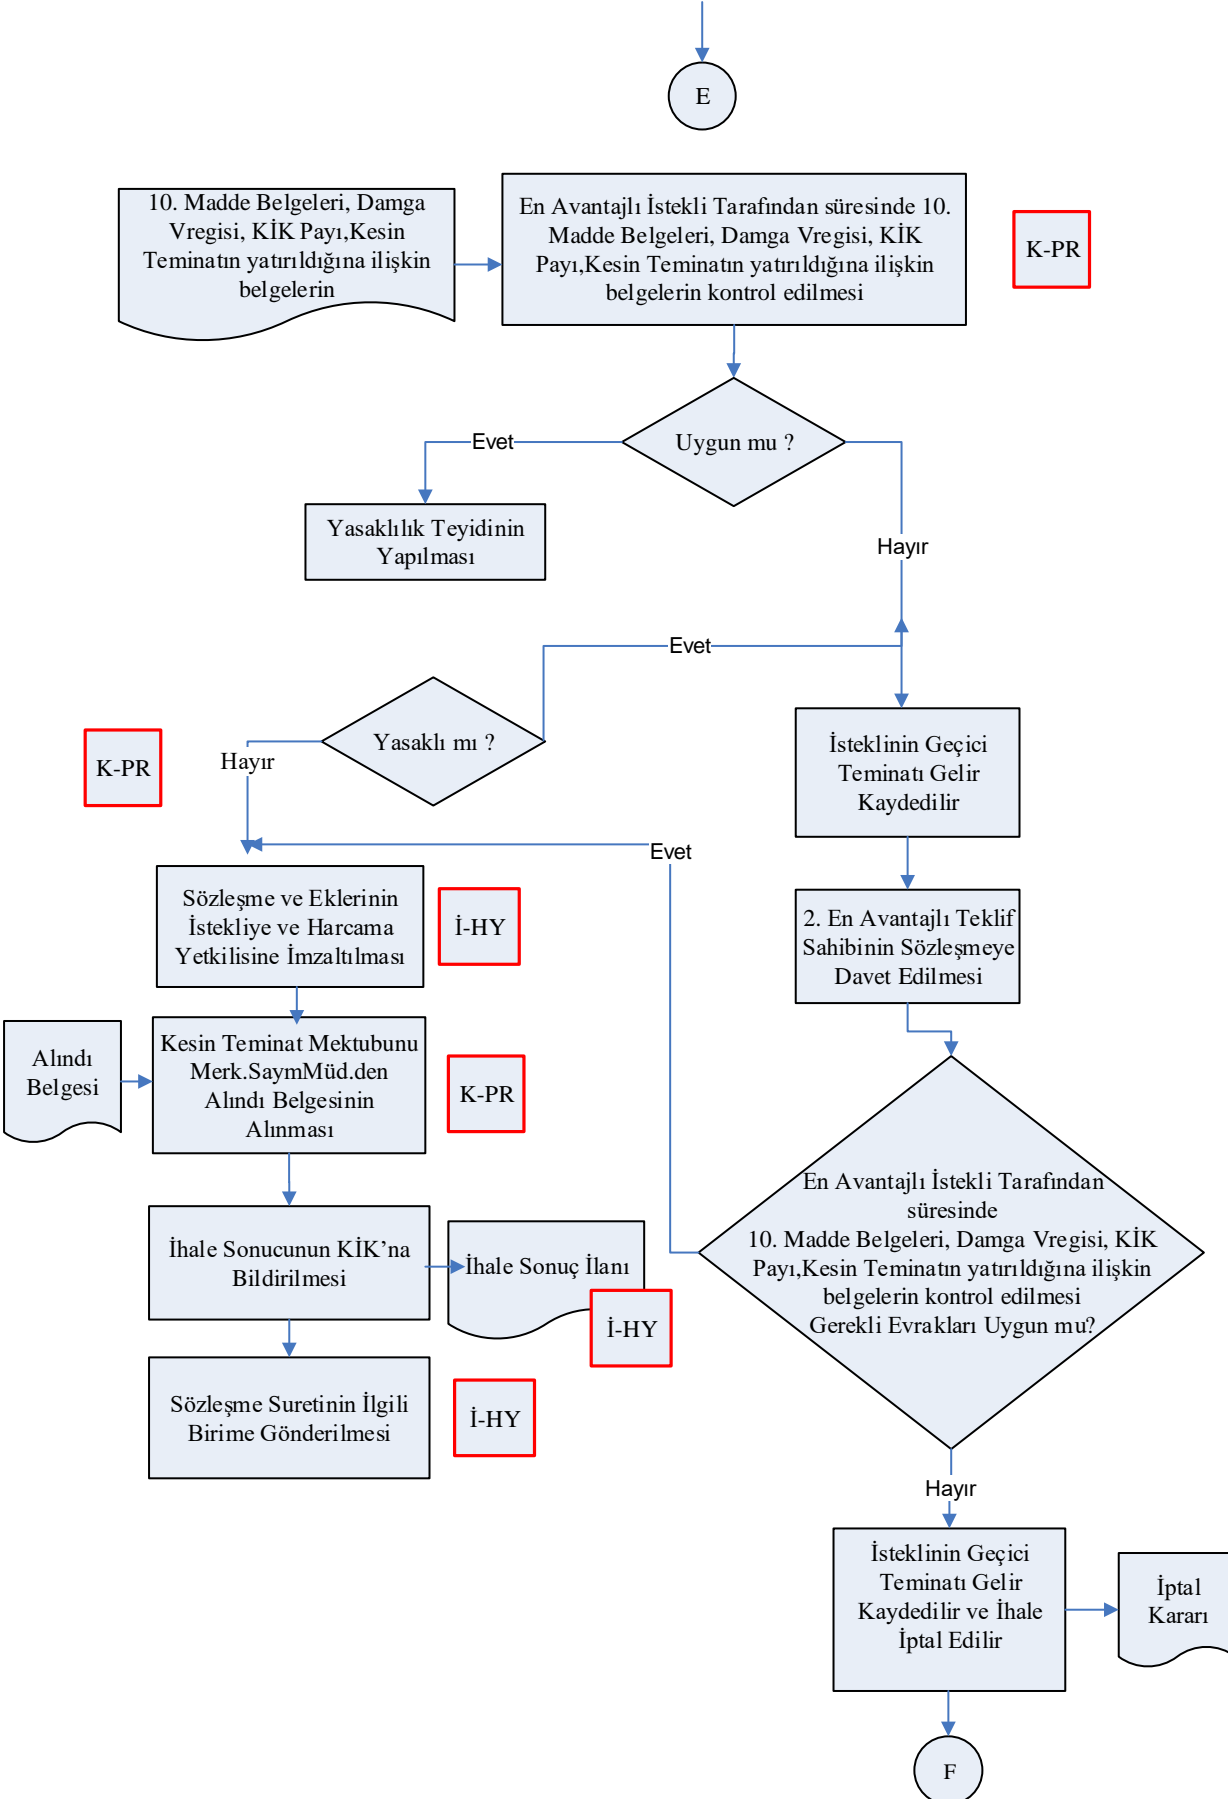 E
10. Madde Belgeleri, Damga
Vregisi, KİK Payı,Kesin
Teminatın yatırıldığına ilişkin
belgelerin
En Avantajlı İstekli Tarafından süresinde 10.
Madde Belgeleri, Damga Vregisi, KİK
Payı,Kesin Teminatın yatırıldığına ilişkin
belgelerin kontrol edilmesi
K-PR
Uygun mu ?
Evet
Hayır
Yasaklılık Teyidinin
Yapılması
Evet
Yasaklı mı ?
Hayır
K-PR
İsteklinin Geçici
Teminatı Gelir
Kaydedilir
Evet
Sözleşme ve Eklerinin
İstekliye ve Harcama
Yetkilisine İmzaltılması
İ-HY
2. En Avantajlı Teklif
Sahibinin Sözleşmeye
Davet Edilmesi
Alındı
Belgesi
Kesin Teminat Mektubunu
Merk.SaymMüd.den
Alındı Belgesinin
Alınması
K-PR
En Avantajlı İstekli Tarafından
süresinde
10. Madde Belgeleri, Damga Vregisi, KİK
Payı,Kesin Teminatın yatırıldığına ilişkin
belgelerin kontrol edilmesi
Gerekli Evrakları Uygun mu?
İhale Sonucunun KİK’na
Bildirilmesi
İhale Sonuç İlanı
İ-HY
Sözleşme Suretinin İlgili
Birime Gönderilmesi
İ-HY
Hayır
İsteklinin Geçici
Teminatı Gelir
Kaydedilir ve İhale
İptal Edilir
İptal
Kararı
F